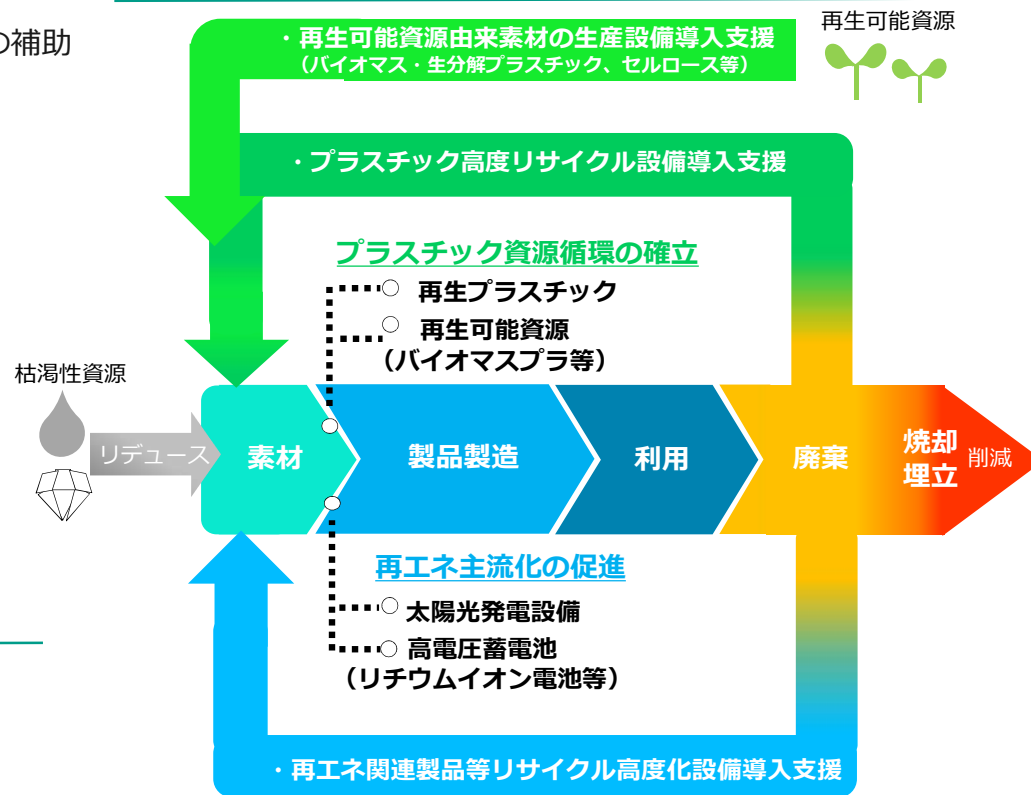 の補助
再生可能資源
・再生可能資源由来素材の生産設備導入支援
（バイオマス・生分解プラスチック、セルロース等）
・プラスチック高度リサイクル設備導入支援
プラスチック資源循環の確立
再生プラスチック
再生可能資源
（バイオマスプラ等）
枯渇性資源
リデュース
素材
製品製造
利用
廃棄
焼却
埋立
削減
再エネ主流化の促進
太陽光発電設備
高電圧蓄電池
（リチウムイオン電池等）
・再エネ関連製品等リサイクル高度化設備導入支援